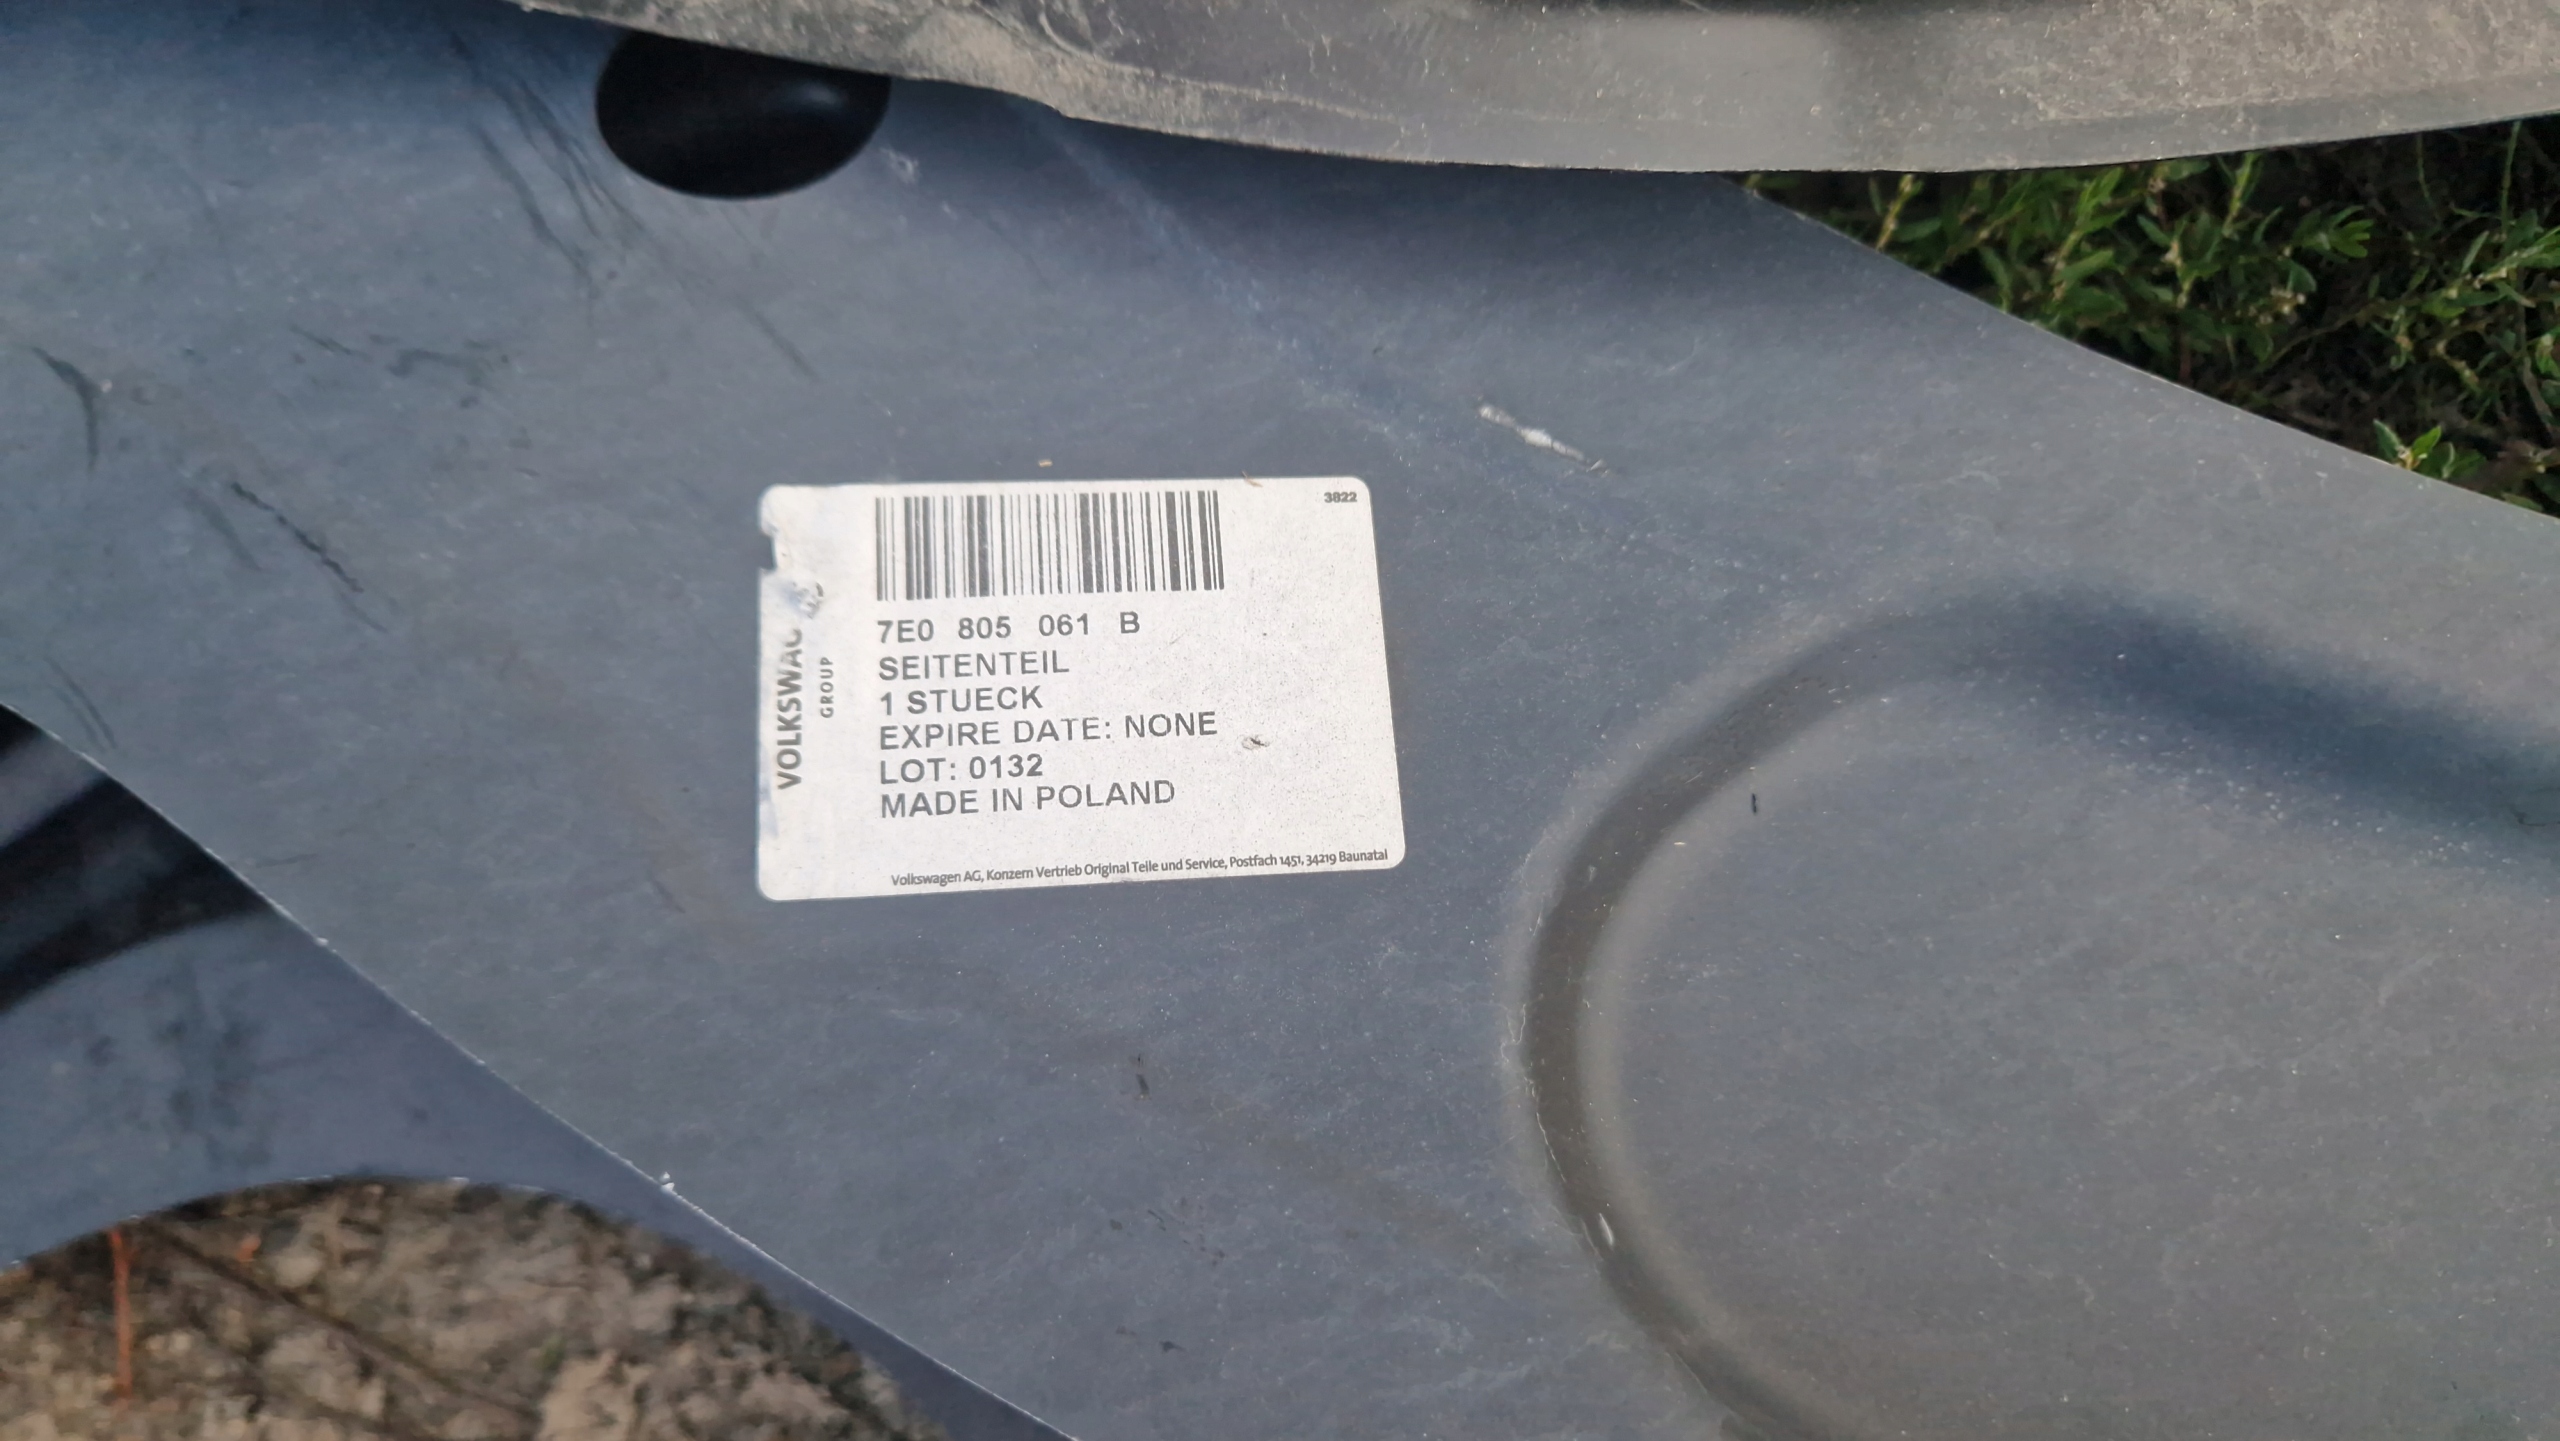 3822
7E0 805 061 B
SEITENTEIL
1 STUECK
EXPIRE DATE: NONE
LOT: 0132
MADE IN POLAND
Volkswagen AG, Konzern Vertrieb Original Teile und Service, Postfach 1451, 34219 Baunatal
VOLKSWAG
GROUP